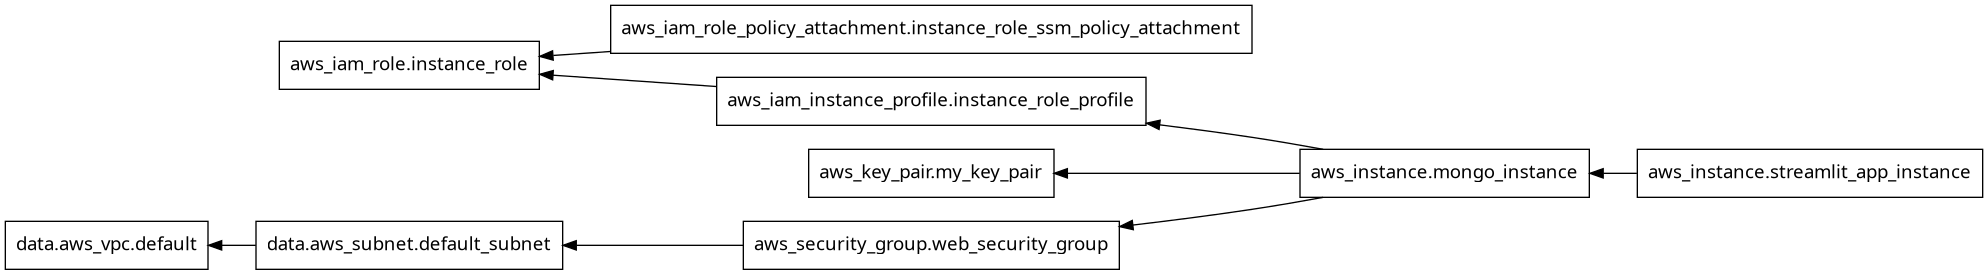 aws_iam_role_policy_attachment.instance_role_ssm_policy_attachment
aws_iam_role.instance_role
aws_iam_instance_profile.instance_role_profile
aws_key_pair.my_key_pair
aws_instance.mongo_instance
aws_instance.streamlit_app_instance
data.aws_vpc.default
data.aws_subnet.default_subnet
aws_security_group.web_security_group